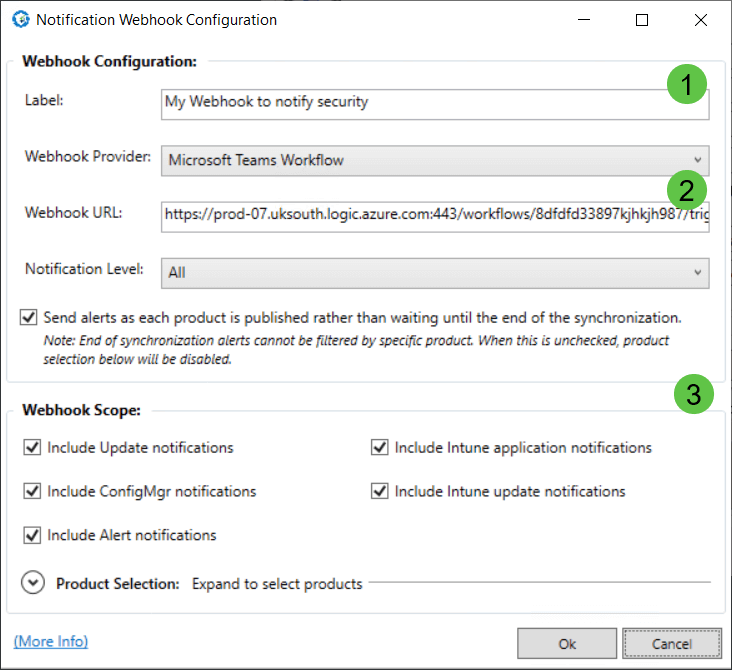 Notification Webhook Configuration
Webhook Configuration:
1
Label:
My Webhook to notify security
Webhook Provider:
Microsoft Teams Workflow
2
Webhook URL:
https://prod-07.uksouth.logic.azure.com:443/workflows/8dfdfd33897kjhkjh987/trig
Notification Level:
All
Send alerts as each product is published rather than waiting until the end of the synchronization.
Note: End of synchronization alerts cannot be filtered by specific product. When this is unchecked, product
selection below will be disabled.
3
Webhook Scope:
Include Update notifications
Include Intune application notifications
Include ConfigMgr notifications
Include Intune update notifications
Include Alert notifications
Product Selection: Expand to select products
(More Info)
Ok
Cancel